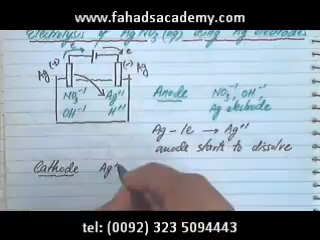 www.fahadsacademy.com
Electrolysis of AgNO3 (aq) using Ag electrodes
e e
(+) (-)
Ag Ag
NO3⁻¹ Ag⁺¹
OH⁻¹ H⁺¹
Anode NO3⁻¹ OH⁻¹
Ag electrode
Ag - 1e → Ag⁺¹
anode starts to dissolve
Cathode Ag⁺
tel: (0092) 323 5094443